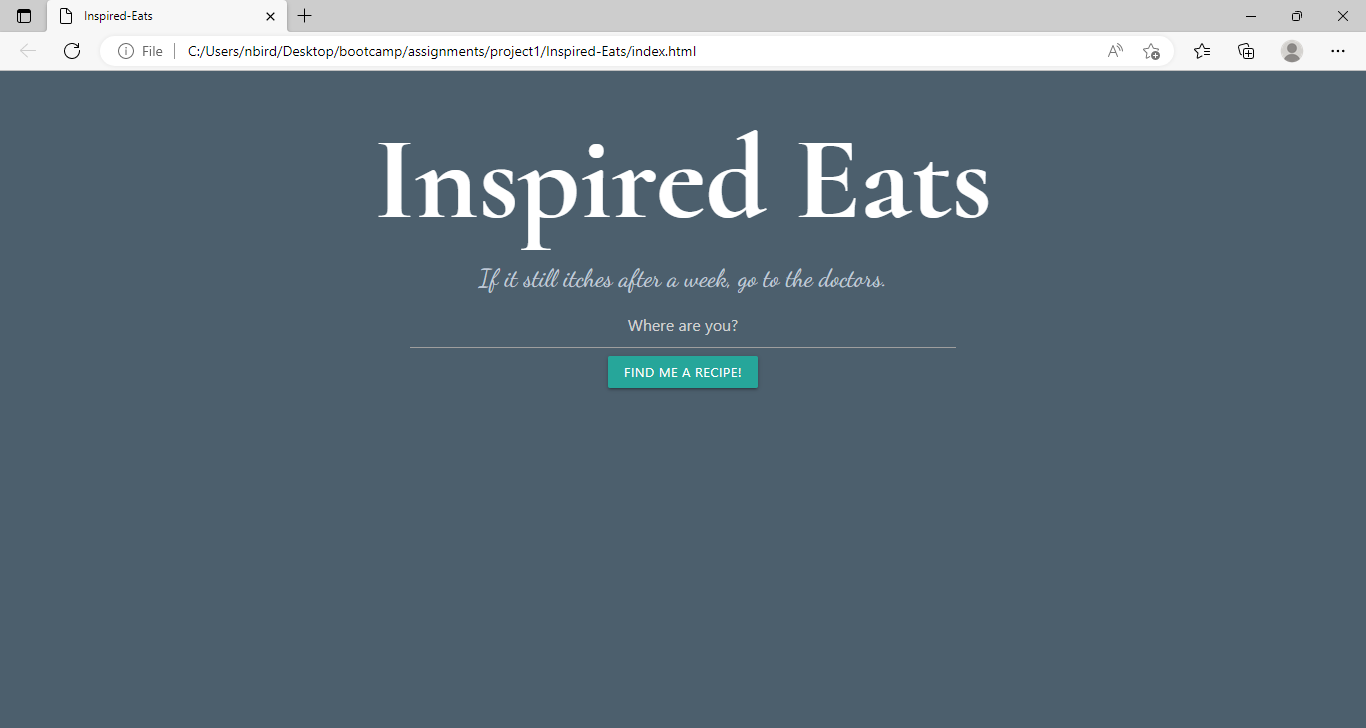 Inspired-Eats
File
C:/Users/nbird/Desktop/bootcamp/assignments/project1/Inspired-Eats/index.html
Inspired Eats
If it still itches after a week, go to the doctors.
Where are you?
FIND ME A RECIPE!